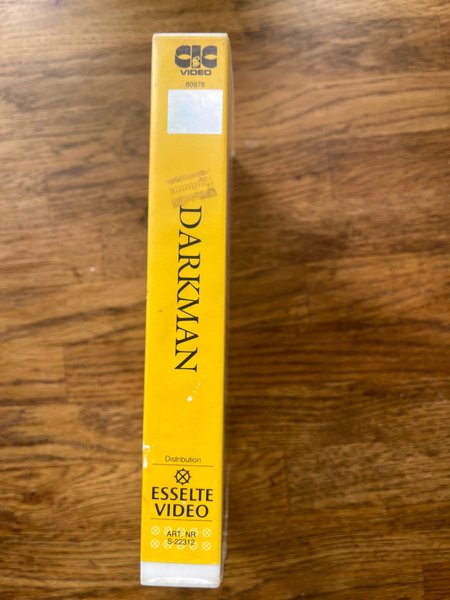 CIC
VIDEO
80978
DARKMAN
Distribution
ESSELTE
VIDEO
ART. NR
S-22312